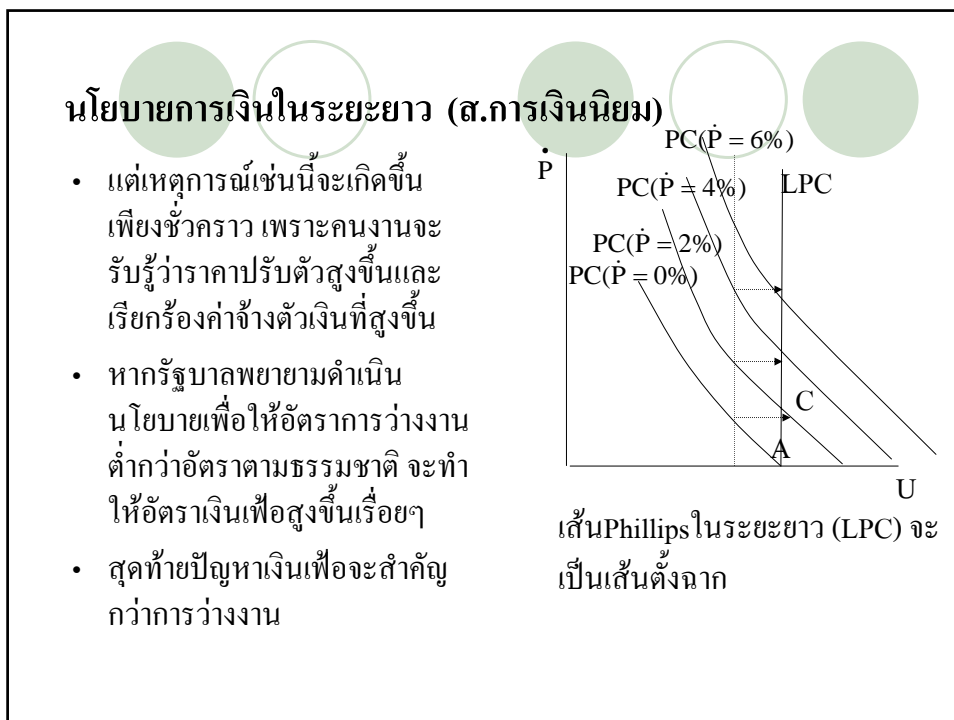 นโยบายการเงินในระยะยาว (ส.การเงินนิยม)
• แต่เหตุการณ์เช่นนี้จะเกิดขึ้น
เพียงชั่วคราว เพราะคนงานจะ
รับรู้ว่าราคาปรับตัวสูงขึ้นและ
เรียกร้องค่าจ้างตัวเงินที่สูงขึ้น
• หากรัฐบาลพยายามดำเนิน
นโยบายเพื่อให้อัตราการว่างงาน
ต่ำกว่าอัตราตามธรรมชาติ จะทำ
ให้อัตราเงินเฟ้อสูงขึ้นเรื่อยๆ
• สุดท้ายปัญหาเงินเฟ้อจะสำคัญ
กว่าการว่างงาน
PC(Ṗ = 6%)
Ṗ
PC(Ṗ = 4%)
LPC
PC(Ṗ = 2%)
PC(Ṗ = 0%)
C
A
U
เส้นPhillipsในระยะยาว (LPC) จะ
เป็นเส้นตั้งฉาก